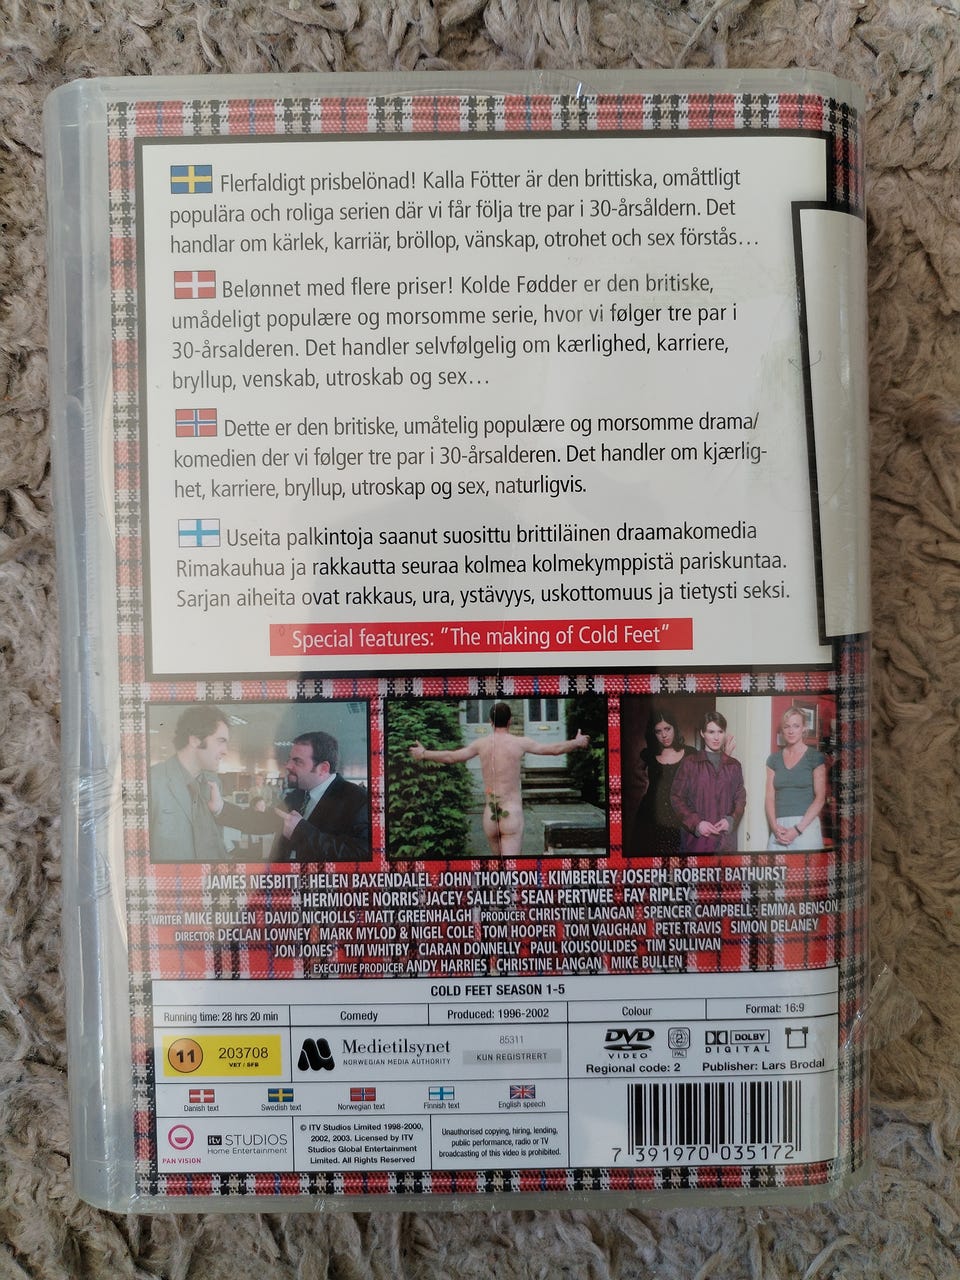 Flerfaldigt prisbelönad! Kalla Fötter är den brittiska, omåttligt
populära och roliga serien där vi får följa tre par i 30-årsåldern. Det
handlar om kärlek, karriär, bröllop, vänskap, otrohet och sex förstås...
Belønnet med flere priser! Kolde Fødder er den britiske,
umådeligt populære og morsomme serie, hvor vi følger tre par i
30-årsalderen. Det handler selvfølgelig om kærlighed, karriere,
bryllup, venskab, utroskab og sex...
Dette er den britiske, umåtelig populære og morsomme drama/
komedien der vi følger tre par i 30-årsalderen. Det handler om kjærlig-
het, karriere, bryllup, utroskap og sex, naturligvis.
Useita palkintoja saanut suosittu brittiläinen draamakomedia
Rimakauhua ja rakkautta seuraa kolmea kolmekymppistä pariskuntaa.
Sarjan aiheita ovat rakkaus, ura, ystävyys, uskottomuus ja tietysti seksi.
Special features: "The making of Cold Feet"
JAMES NESBITT HELEN BAXENDALEL JOHN THOMSON KIMBERLEY JOSEPH ROBERT BATHURST
HERMIONE NORRIS JACEY SALLES SEAN PERTWEE FAY RIPLEY
WRITER MIKE BULLEN DAVID NICHOLLS MATT GREENHALGH PRODUCER CHRISTINE LANGAN SPENCER CAMPBELL EMMA BENSON
DIRECTOR DECLAN LOWNEY MARK MYLOD & NIGEL COLE TOM HOOPER TOM VAUGHAN PETE TRAVIS SIMON DELANEY
JON JONES TIM WHITBY CIARAN DONNELLY PAUL KOUSOULIDES TIM SULLIVAN
EXECUTIVE PRODUCER ANDY HARRIES CHRISTINE LANGAN MIKE BULLEN
COLD FEET SEASON 1-5
Running time: 28 hrs 20 min Comedy Produced: 1996-2002 Colour Format: 16:9
11 203708
VET / SFB
Medietilsynet
NORWEGIAN MEDIA AUTHORITY
85311
KUN REGISTRERT
DVD
VIDEO
2
PAL
DOLBY
DIGITAL
Regional code: 2 Publisher: Lars Brodal
Danish text Swedish text Norwegian text Finnish text English speech
PAN VISION
itv STUDIOS
Home Entertainment
© ITV Studios Limited 1998-2000,
2002, 2003. Licensed by ITV
Studios Global Entertainment
Limited. All Rights Reserved
Unauthorised copying, hiring, lending,
public performance, radio or TV
broadcasting of this video is prohibited.
7 391970 035172